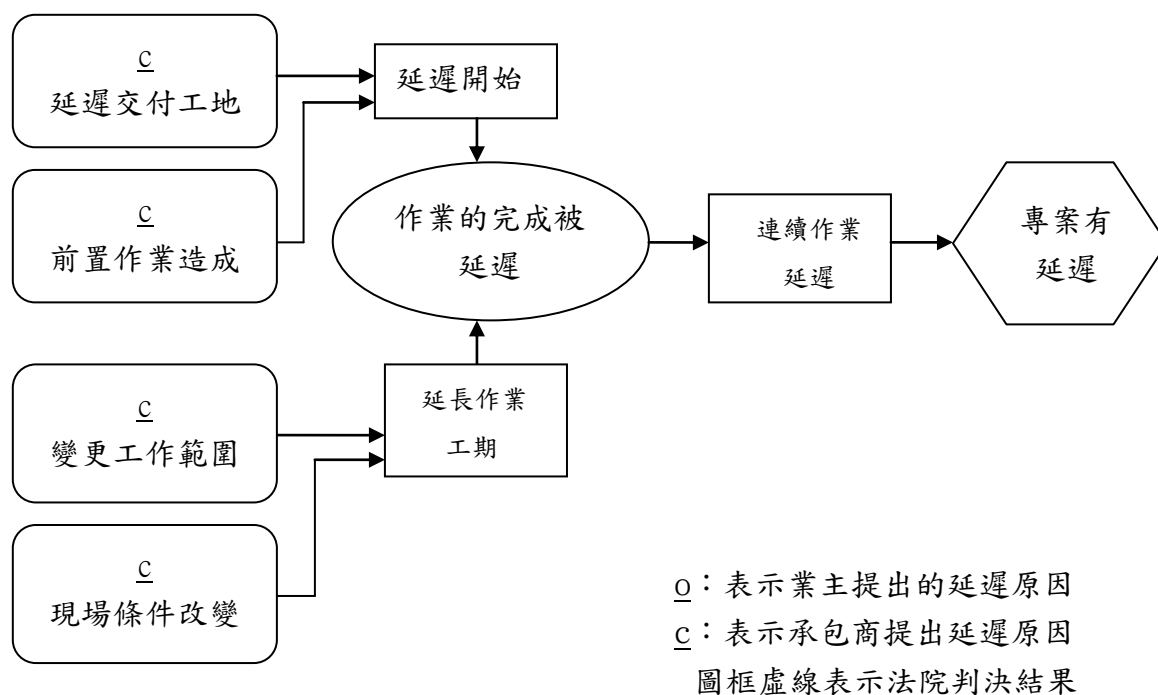 c
延遲交付工地
延遲開始
c
前置作業造成
作業的完成被
延遲
連續作業
延遲
專案有
延遲
c
變更工作範圍
延長作業
工期
c
現場條件改變
o：表示業主提出的延遲原因
c：表示承包商提出延遲原因
圖框虛線表示法院判決結果